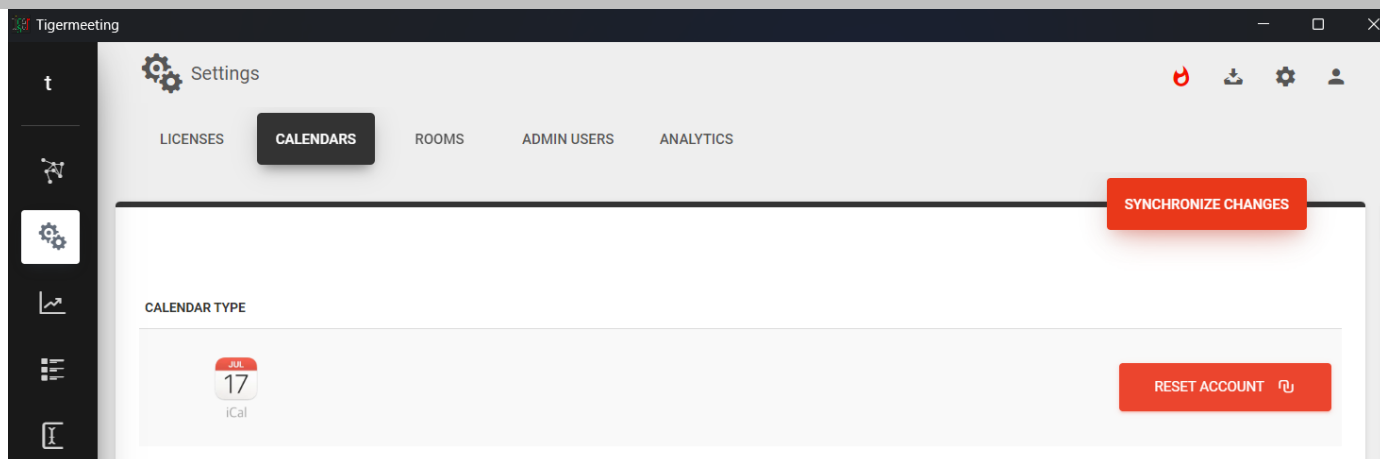 Tigermeeting
t
Settings
LICENSES
CALENDARS
ROOMS
ADMIN USERS
ANALYTICS
SYNCHRONIZE CHANGES
CALENDAR TYPE
JUL
17
iCal
RESET ACCOUNT